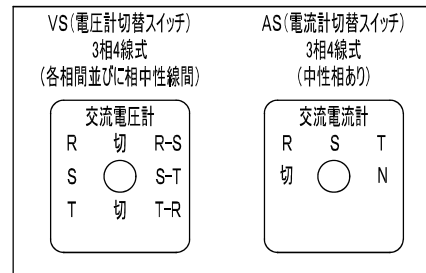 VS(電圧計切替スイッチ)
3相4線式
(各相間並びに相中性線間)
交流電圧計
R 切 R-S
S S-T
T 切 T-R
AS(電流計切替スイッチ)
3相4線式
(中性相あり)
交流電流計
R S T
切 N